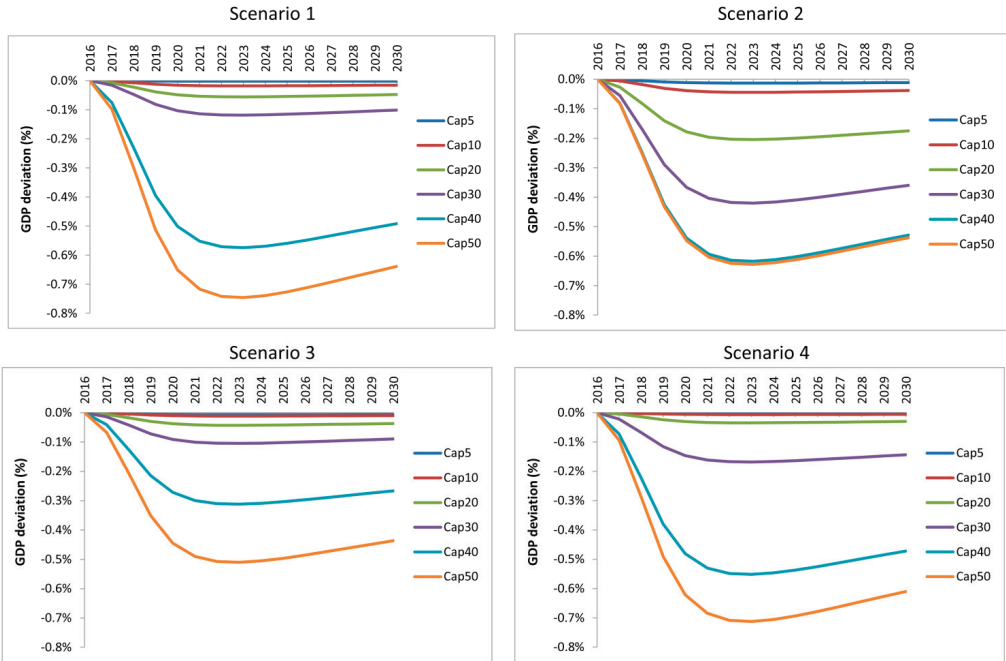 Scenario 1
2016 2017 2018 2019 2020 2021 2022 2023 2024 2025 2026 2027 2028 2029 2030
0.0%
-0.1%
-0.2%
-0.3%
-0.4%
-0.5%
-0.6%
-0.7%
-0.8%
GDP deviation (%)
Cap5
Cap10
Cap20
Cap30
Cap40
Cap50
Scenario 2
2016 2017 2018 2019 2020 2021 2022 2023 2024 2025 2026 2027 2028 2029 2030
0.0%
-0.1%
-0.2%
-0.3%
-0.4%
-0.5%
-0.6%
-0.7%
-0.8%
GDP deviation (%)
Cap5
Cap10
Cap20
Cap30
Cap40
Cap50
Scenario 3
2016 2017 2018 2019 2020 2021 2022 2023 2024 2025 2026 2027 2028 2029 2030
0.0%
-0.1%
-0.2%
-0.3%
-0.4%
-0.5%
-0.6%
-0.7%
-0.8%
GDP deviation (%)
Cap5
Cap10
Cap20
Cap30
Cap40
Cap50
Scenario 4
2016 2017 2018 2019 2020 2021 2022 2023 2024 2025 2026 2027 2028 2029 2030
0.0%
-0.1%
-0.2%
-0.3%
-0.4%
-0.5%
-0.6%
-0.7%
-0.8%
GDP deviation (%)
Cap5
Cap10
Cap20
Cap30
Cap40
Cap50